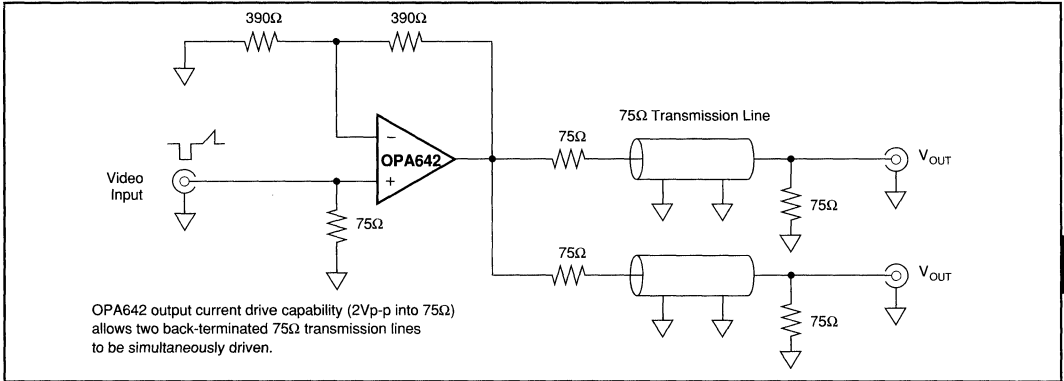 390Ω
390Ω
75Ω Transmission Line
75Ω
−
OPA642
+
V_OUT
Video
Input
75Ω
75Ω
75Ω
V_OUT
75Ω
OPA642 output current drive capability (2Vp-p into 75Ω)
allows two back-terminated 75Ω transmission lines
to be simultaneously driven.